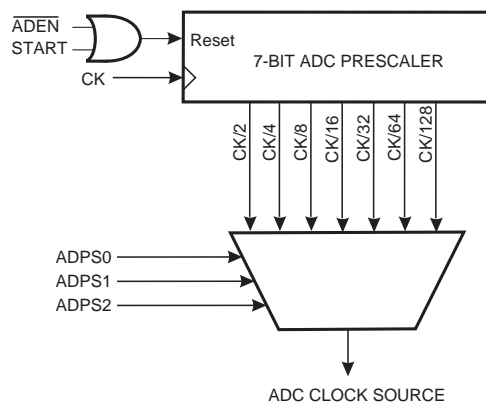 ADEN
START
Reset
CK
7-BIT ADC PRESCALER
CK/2
CK/4
CK/8
CK/16
CK/32
CK/64
CK/128
ADPS0
ADPS1
ADPS2
ADC CLOCK SOURCE